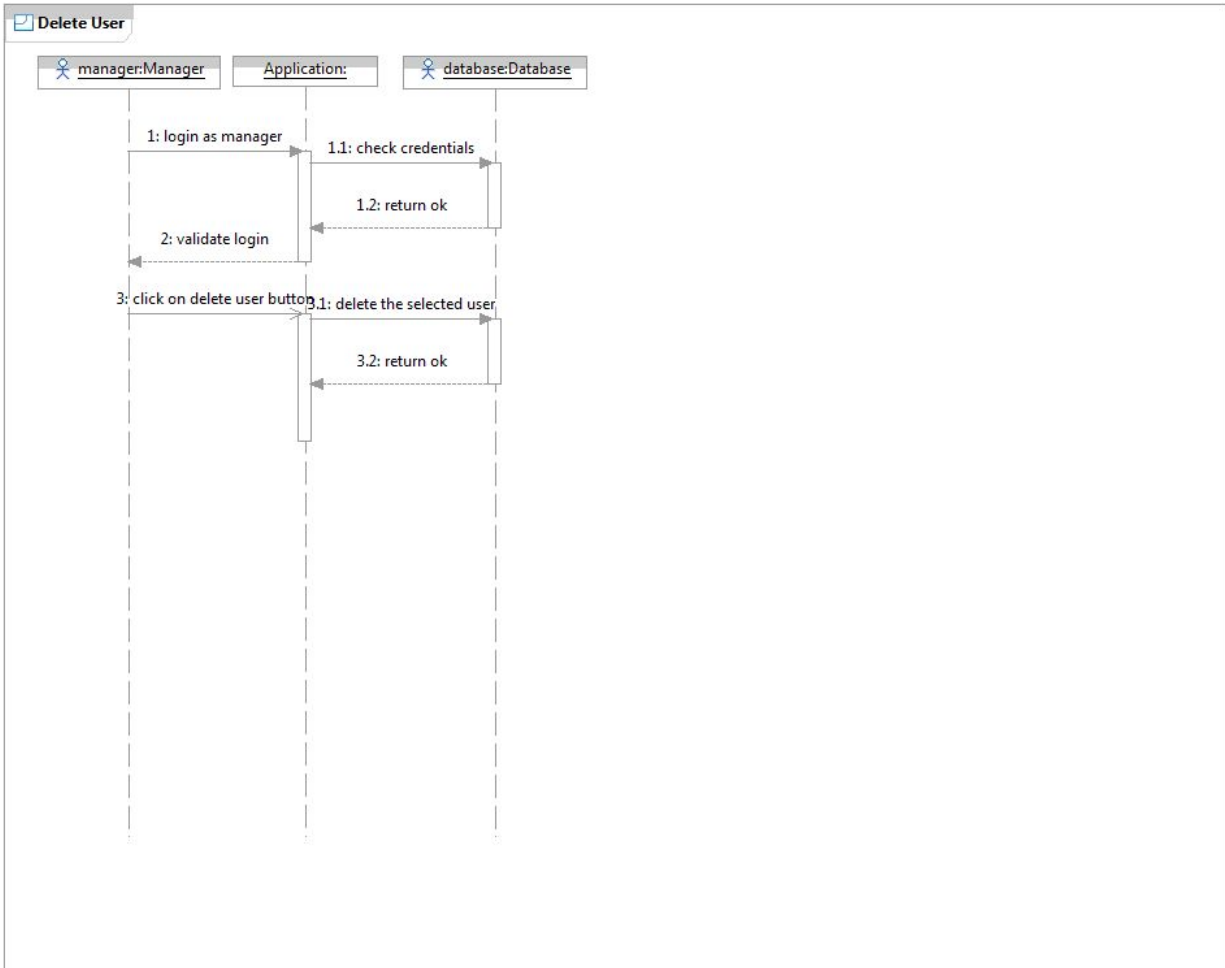 Delete User
manager:Manager
Application:
database:Database
1: login as manager
1.1: check credentials
1.2: return ok
2: validate login
3: click on delete user button
3.1: delete the selected user
3.2: return ok